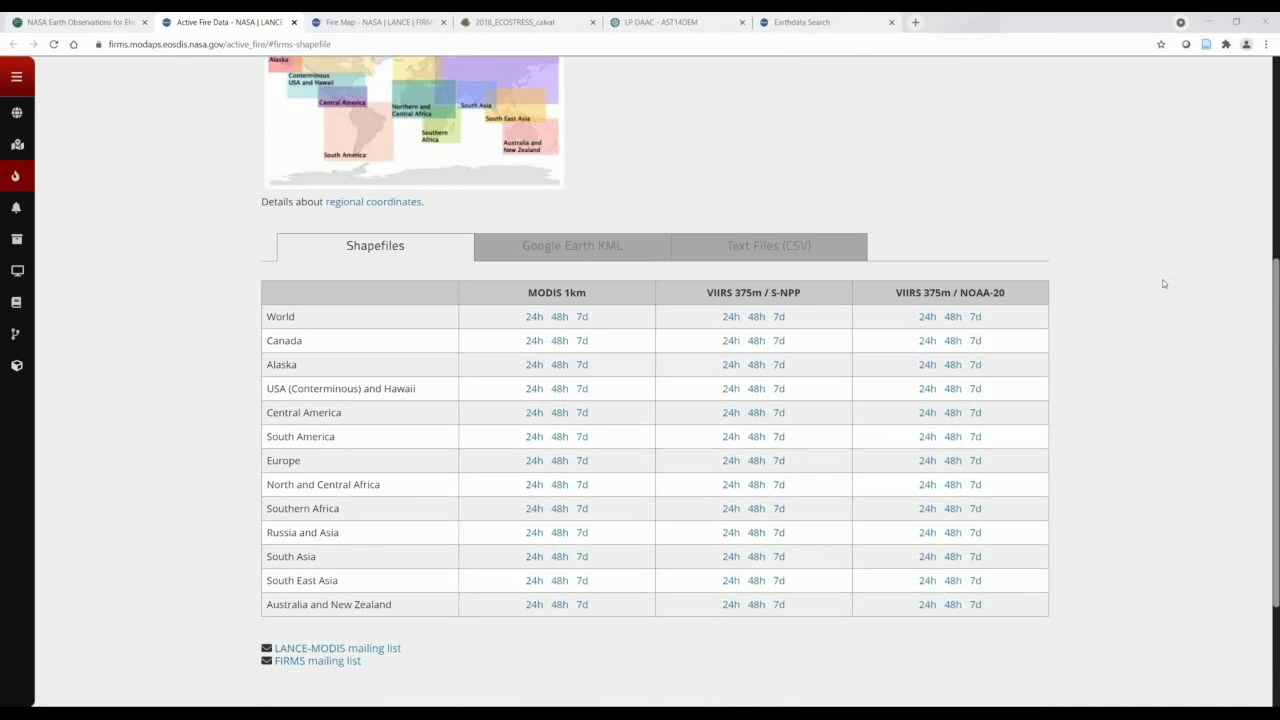 NASA Earth Observations for Ele
Active Fire Data - NASA | LANCE
Fire Map - NASA | LANCE | FIRM
2018_ECOSTRESS_calval
LP DAAC - AST14DEM
Earthdata Search
firms.modaps.eosdis.nasa.gov/active_fire/#firms-shapefile
Alaska
Conterminous
USA and Hawaii
Central America
Northern and
Central Africa
South Asia
South East Asia
Southern
Africa
Australia and
New Zealand
South America
Details about regional coordinates.
Shapefiles Google Earth KML Text Files (CSV)
MODIS 1km VIIRS 375m / S-NPP VIIRS 375m / NOAA-20
World 24h 48h 7d 24h 48h 7d 24h 48h 7d
Canada 24h 48h 7d 24h 48h 7d 24h 48h 7d
Alaska 24h 48h 7d 24h 48h 7d 24h 48h 7d
USA (Conterminous) and Hawaii 24h 48h 7d 24h 48h 7d 24h 48h 7d
Central America 24h 48h 7d 24h 48h 7d 24h 48h 7d
South America 24h 48h 7d 24h 48h 7d 24h 48h 7d
Europe 24h 48h 7d 24h 48h 7d 24h 48h 7d
North and Central Africa 24h 48h 7d 24h 48h 7d 24h 48h 7d
Southern Africa 24h 48h 7d 24h 48h 7d 24h 48h 7d
Russia and Asia 24h 48h 7d 24h 48h 7d 24h 48h 7d
South Asia 24h 48h 7d 24h 48h 7d 24h 48h 7d
South East Asia 24h 48h 7d 24h 48h 7d 24h 48h 7d
Australia and New Zealand 24h 48h 7d 24h 48h 7d 24h 48h 7d
LANCE-MODIS mailing list
FIRMS mailing list